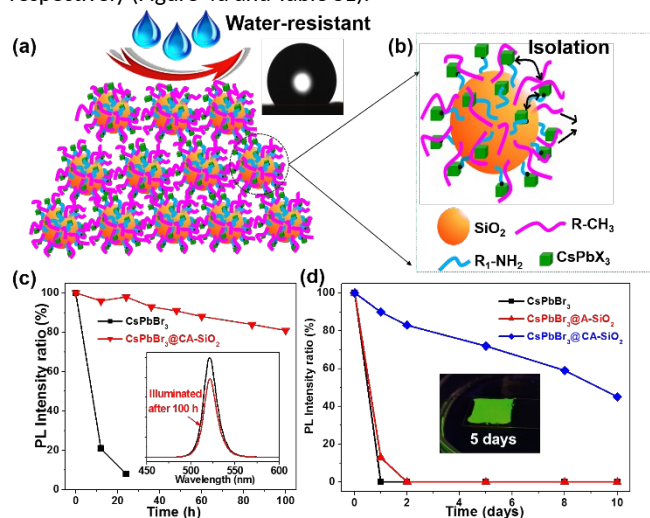 respectively (Figure 4a and Table S2).
(a)
Water-resistant
(b)
Isolation
SiO2
R-CH3
R1-NH2
CsPbX3
(c)
PL Intensity ratio (%)
100
80
60
40
20
0
CsPbBr3
CsPbBr3@CA-SiO2
Illuminated
after 100 h
450 500 550 600
Wavelength (nm)
0 20 40 60 80 100
Time (h)
(d)
PL Intensity ratio (%)
100
80
60
40
20
0
CsPbBr3
CsPbBr3@A-SiO2
CsPbBr3@CA-SiO2
5 days
0 2 4 6 8 10
Time (days)